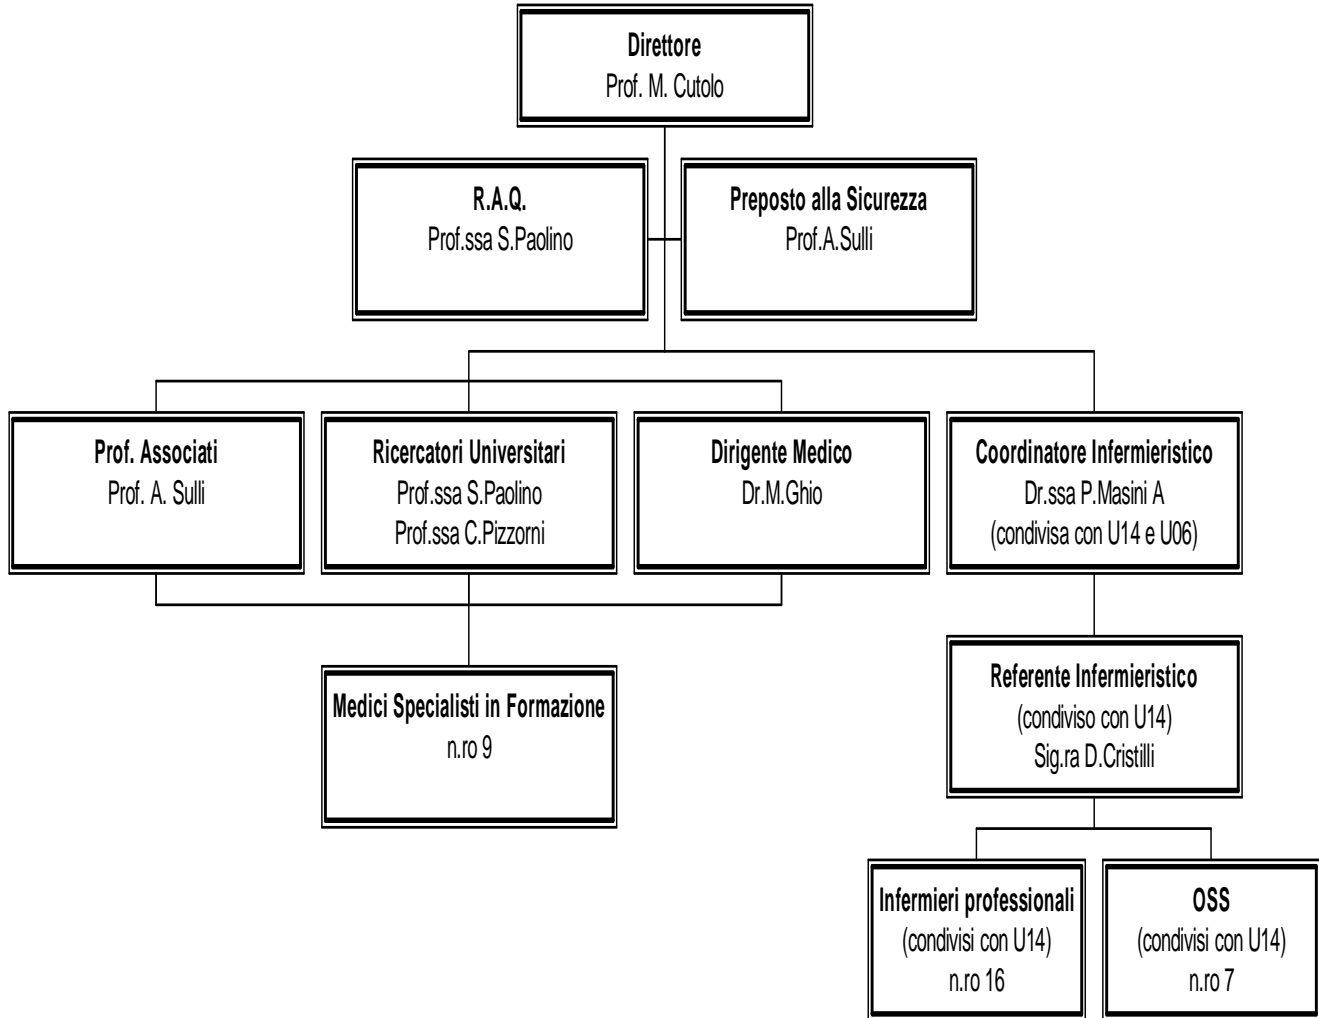 Direttore
Prof. M. Cutolo
R.A.Q.
Prof.ssa S.Paolino
Preposto alla Sicurezza
Prof.A.Sulli
Prof. Associati
Prof. A. Sulli
Ricercatori Universitari
Prof.ssa S.Paolino
Prof.ssa C.Pizzorni
Dirigente Medico
Dr.M.Ghio
Coordinatore Infermieristico
Dr.ssa P.Masini A
(condivisa con U14 e U06)
Medici Specialisti in Formazione
n.ro 9
Referente Infermieristico
(condiviso con U14)
Sig.ra D.Cristilli
Infermieri professionali
(condivisi con U14)
n.ro 16
OSS
(condivisi con U14)
n.ro 7